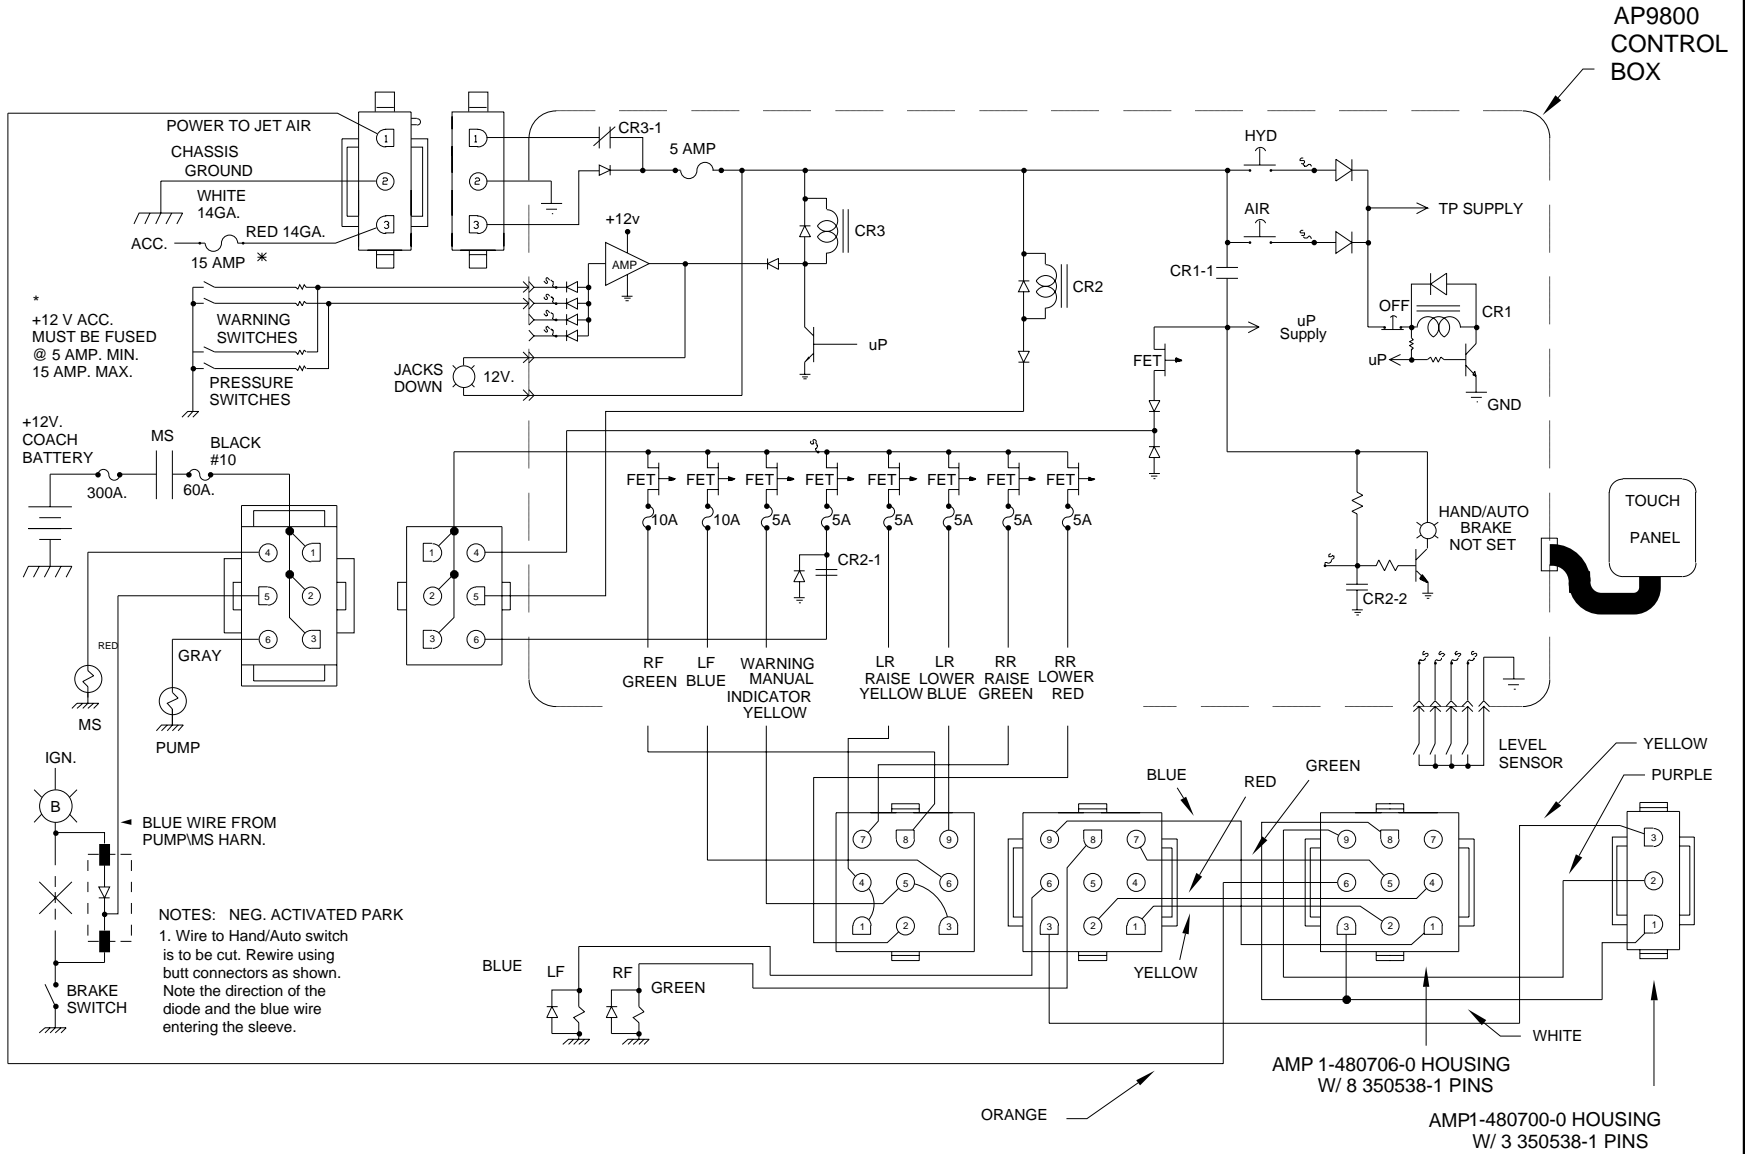 AP9800
CONTROL
BOX
POWER TO JET AIR
CHASSIS
GROUND
WHITE
14GA.
RED 14GA.
ACC.
15 AMP *
1
2
3
1
2
3
CR3-1
5 AMP
HYD
AIR
TP SUPPLY
+12v
AMP
CR3
CR2
CR1-1
uP
Supply
OFF
CR1
uP
GND
uP
FET
*
+12 V ACC.
MUST BE FUSED
@ 5 AMP. MIN.
15 AMP. MAX.
WARNING
SWITCHES
PRESSURE
SWITCHES
JACKS
DOWN
12V.
+12V.
COACH
BATTERY
MS
BLACK
#10
300A.
60A.
FET FET FET FET FET FET FET FET
10A 10A 5A 5A 5A 5A 5A 5A
CR2-1
HAND/AUTO
BRAKE
NOT SET
CR2-2
TOUCH
PANEL
4 1
5 2
6 3
1 4
2 5
3 6
RED
GRAY
MS
PUMP
RF
GREEN
LF
BLUE
WARNING
MANUAL
INDICATOR
YELLOW
LR
RAISE
YELLOW
LR
LOWER
BLUE
RR
RAISE
GREEN
RR
LOWER
RED
LEVEL
SENSOR
YELLOW
PURPLE
BLUE
RED
GREEN
IGN.
B
BLUE WIRE FROM
PUMP\MS HARN.
7 8 9
4 5 6
1 2 3
9 8 7
6 5 4
3 2 1
9 8 7
6 5 4
3 2 1
3
2
1
NOTES: NEG. ACTIVATED PARK
1. Wire to Hand/Auto switch
is to be cut. Rewire using
butt connectors as shown.
Note the direction of the
diode and the blue wire
entering the sleeve.
BRAKE
SWITCH
BLUE
LF
RF
GREEN
YELLOW
WHITE
ORANGE
AMP 1-480706-0 HOUSING
W/ 8 350538-1 PINS
AMP1-480700-0 HOUSING
W/ 3 350538-1 PINS